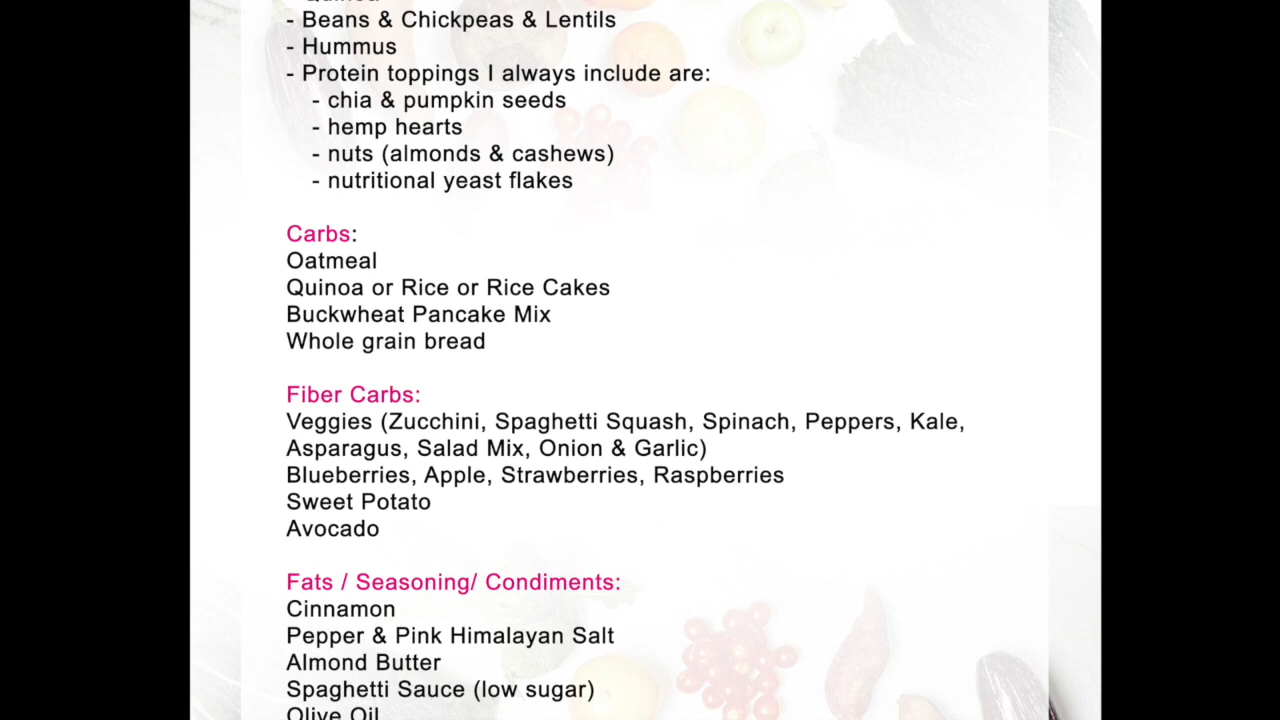 - Quinoa
- Beans & Chickpeas & Lentils
- Hummus
- Protein toppings I always include are:
- chia & pumpkin seeds
- hemp hearts
- nuts (almonds & cashews)
- nutritional yeast flakes
Carbs:
Oatmeal
Quinoa or Rice or Rice Cakes
Buckwheat Pancake Mix
Whole grain bread
Fiber Carbs:
Veggies (Zucchini, Spaghetti Squash, Spinach, Peppers, Kale,
Asparagus, Salad Mix, Onion & Garlic)
Blueberries, Apple, Strawberries, Raspberries
Sweet Potato
Avocado
Fats / Seasoning/ Condiments:
Cinnamon
Pepper & Pink Himalayan Salt
Almond Butter
Spaghetti Sauce (low sugar)
Olive Oil